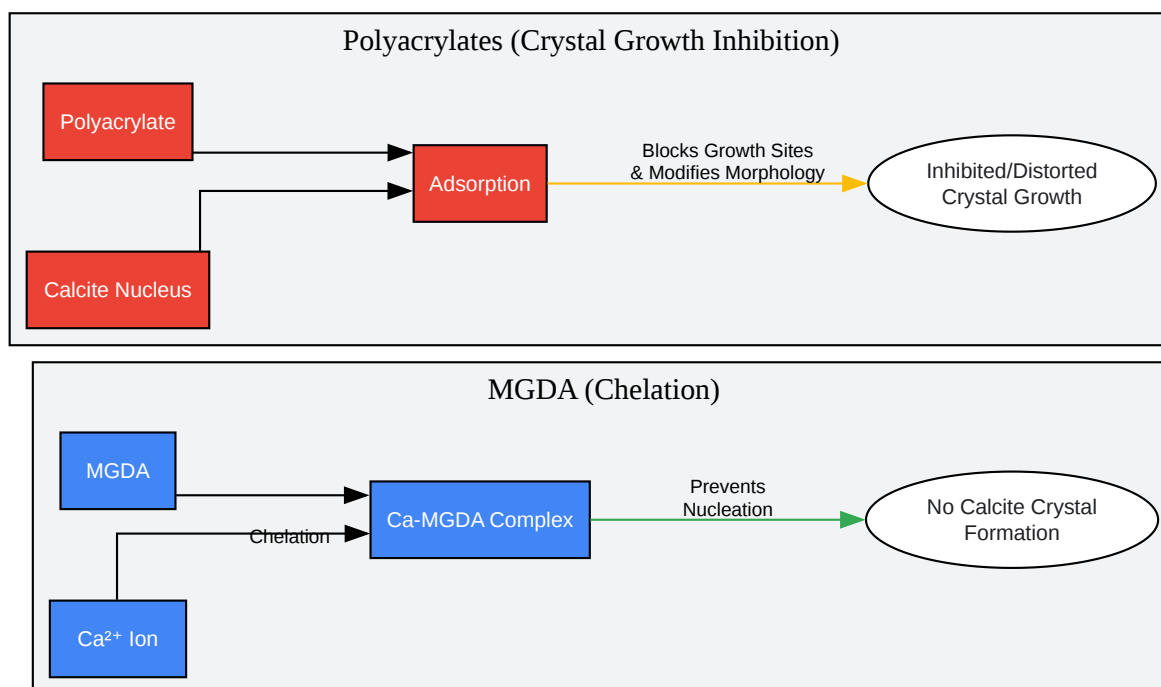 Polyacrylates (Crystal Growth Inhibition)
Polyacrylate
Calcite Nucleus
Adsorption
Blocks Growth Sites
& Modifies Morphology
Inhibited/Distorted
Crystal Growth
MGDA (Chelation)
MGDA
Ca²⁺ Ion
Chelation
Ca-MGDA Complex
Prevents
Nucleation
No Calcite Crystal
Formation